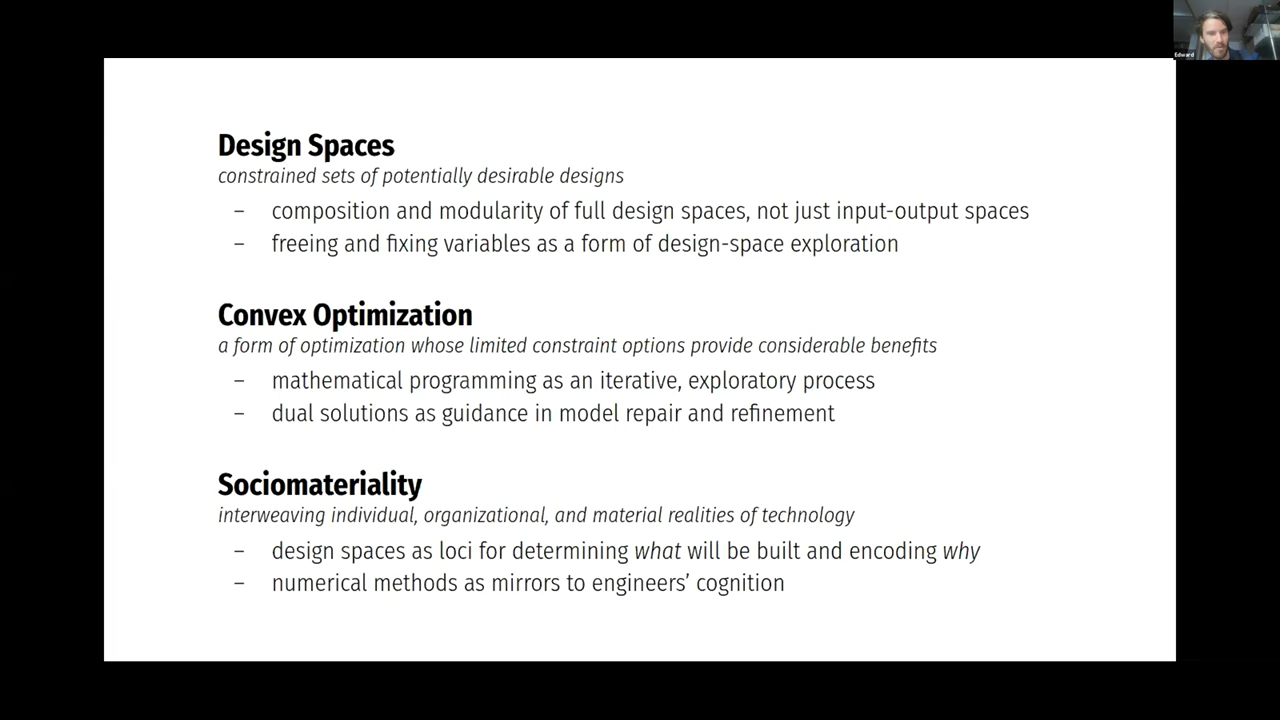 Edward
Design Spaces
constrained sets of potentially desirable designs
– composition and modularity of full design spaces, not just input-output spaces
– freeing and fixing variables as a form of design-space exploration
Convex Optimization
a form of optimization whose limited constraint options provide considerable benefits
– mathematical programming as an iterative, exploratory process
– dual solutions as guidance in model repair and refinement
Sociomateriality
interweaving individual, organizational, and material realities of technology
– design spaces as loci for determining what will be built and encoding why
– numerical methods as mirrors to engineers’ cognition